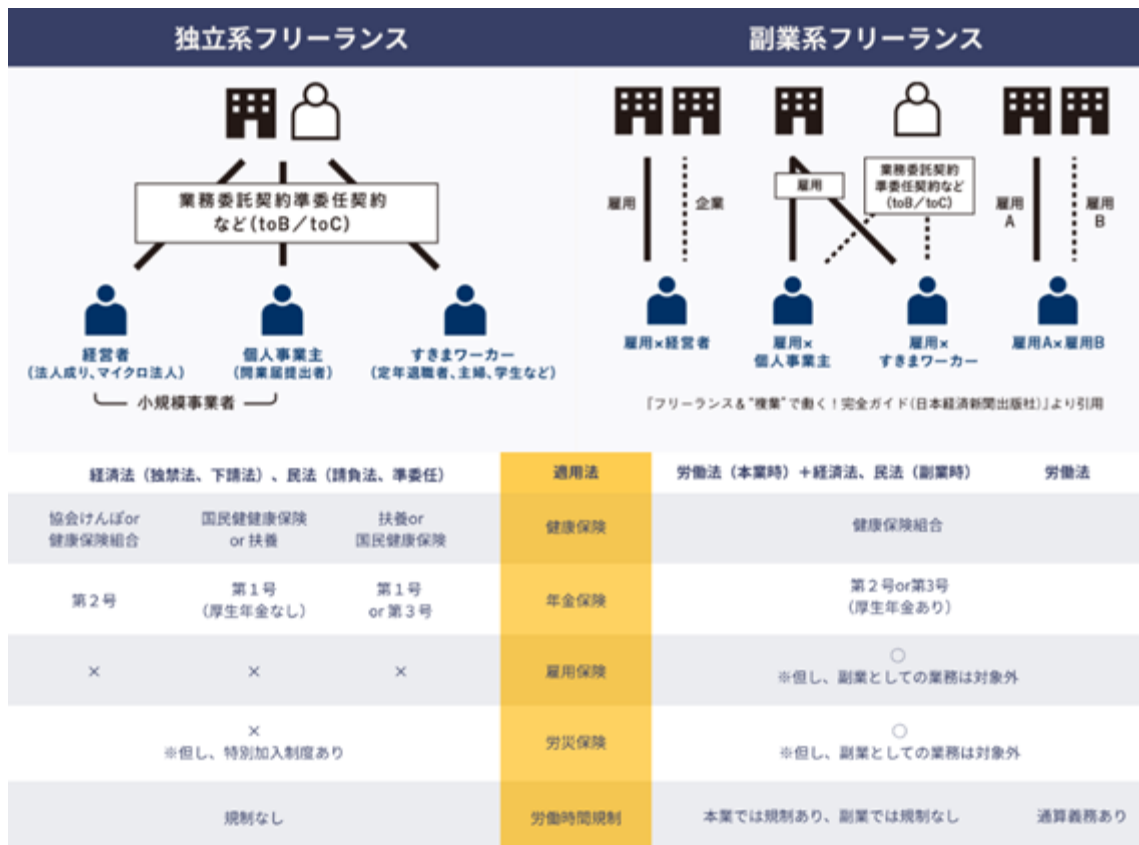 独立系フリーランス
副業系フリーランス
業務委託契約準委任契約
など(toB／toC)
経営者
(法人成り、マイクロ法人)
個人事業主
(開業届提出者)
すきまワーカー
(定年退職者、主婦、学生など)
小規模事業者
雇用
企業
雇用
業務委託契約
準委任契約など
(toB／toC)
雇用
A
雇用
B
雇用×経営者
雇用×
個人事業主
雇用×
すきまワーカー
雇用A×雇用B
『フリーランス＆“複業”で働く！完全ガイド(日本経済新聞出版社)』より引用
経済法（独禁法、下請法）、民法（請負法、準委任）
適用法
労働法（本業時）＋経済法、民法（副業時）
労働法
協会けんぽor
健康保険組合
国民健健康保険
or 扶養
扶養or
国民健康保険
健康保険
健康保険組合
第２号
第１号
（厚生年金なし）
第１号
or 第３号
年金保険
第２号or第3号
（厚生年金あり）
×
×
×
雇用保険
○
※但し、副業としての業務は対象外
×
※但し、特別加入制度あり
労災保険
○
※但し、副業としての業務は対象外
規制なし
労働時間規制
本業では規制あり、副業では規制なし
通算義務あり